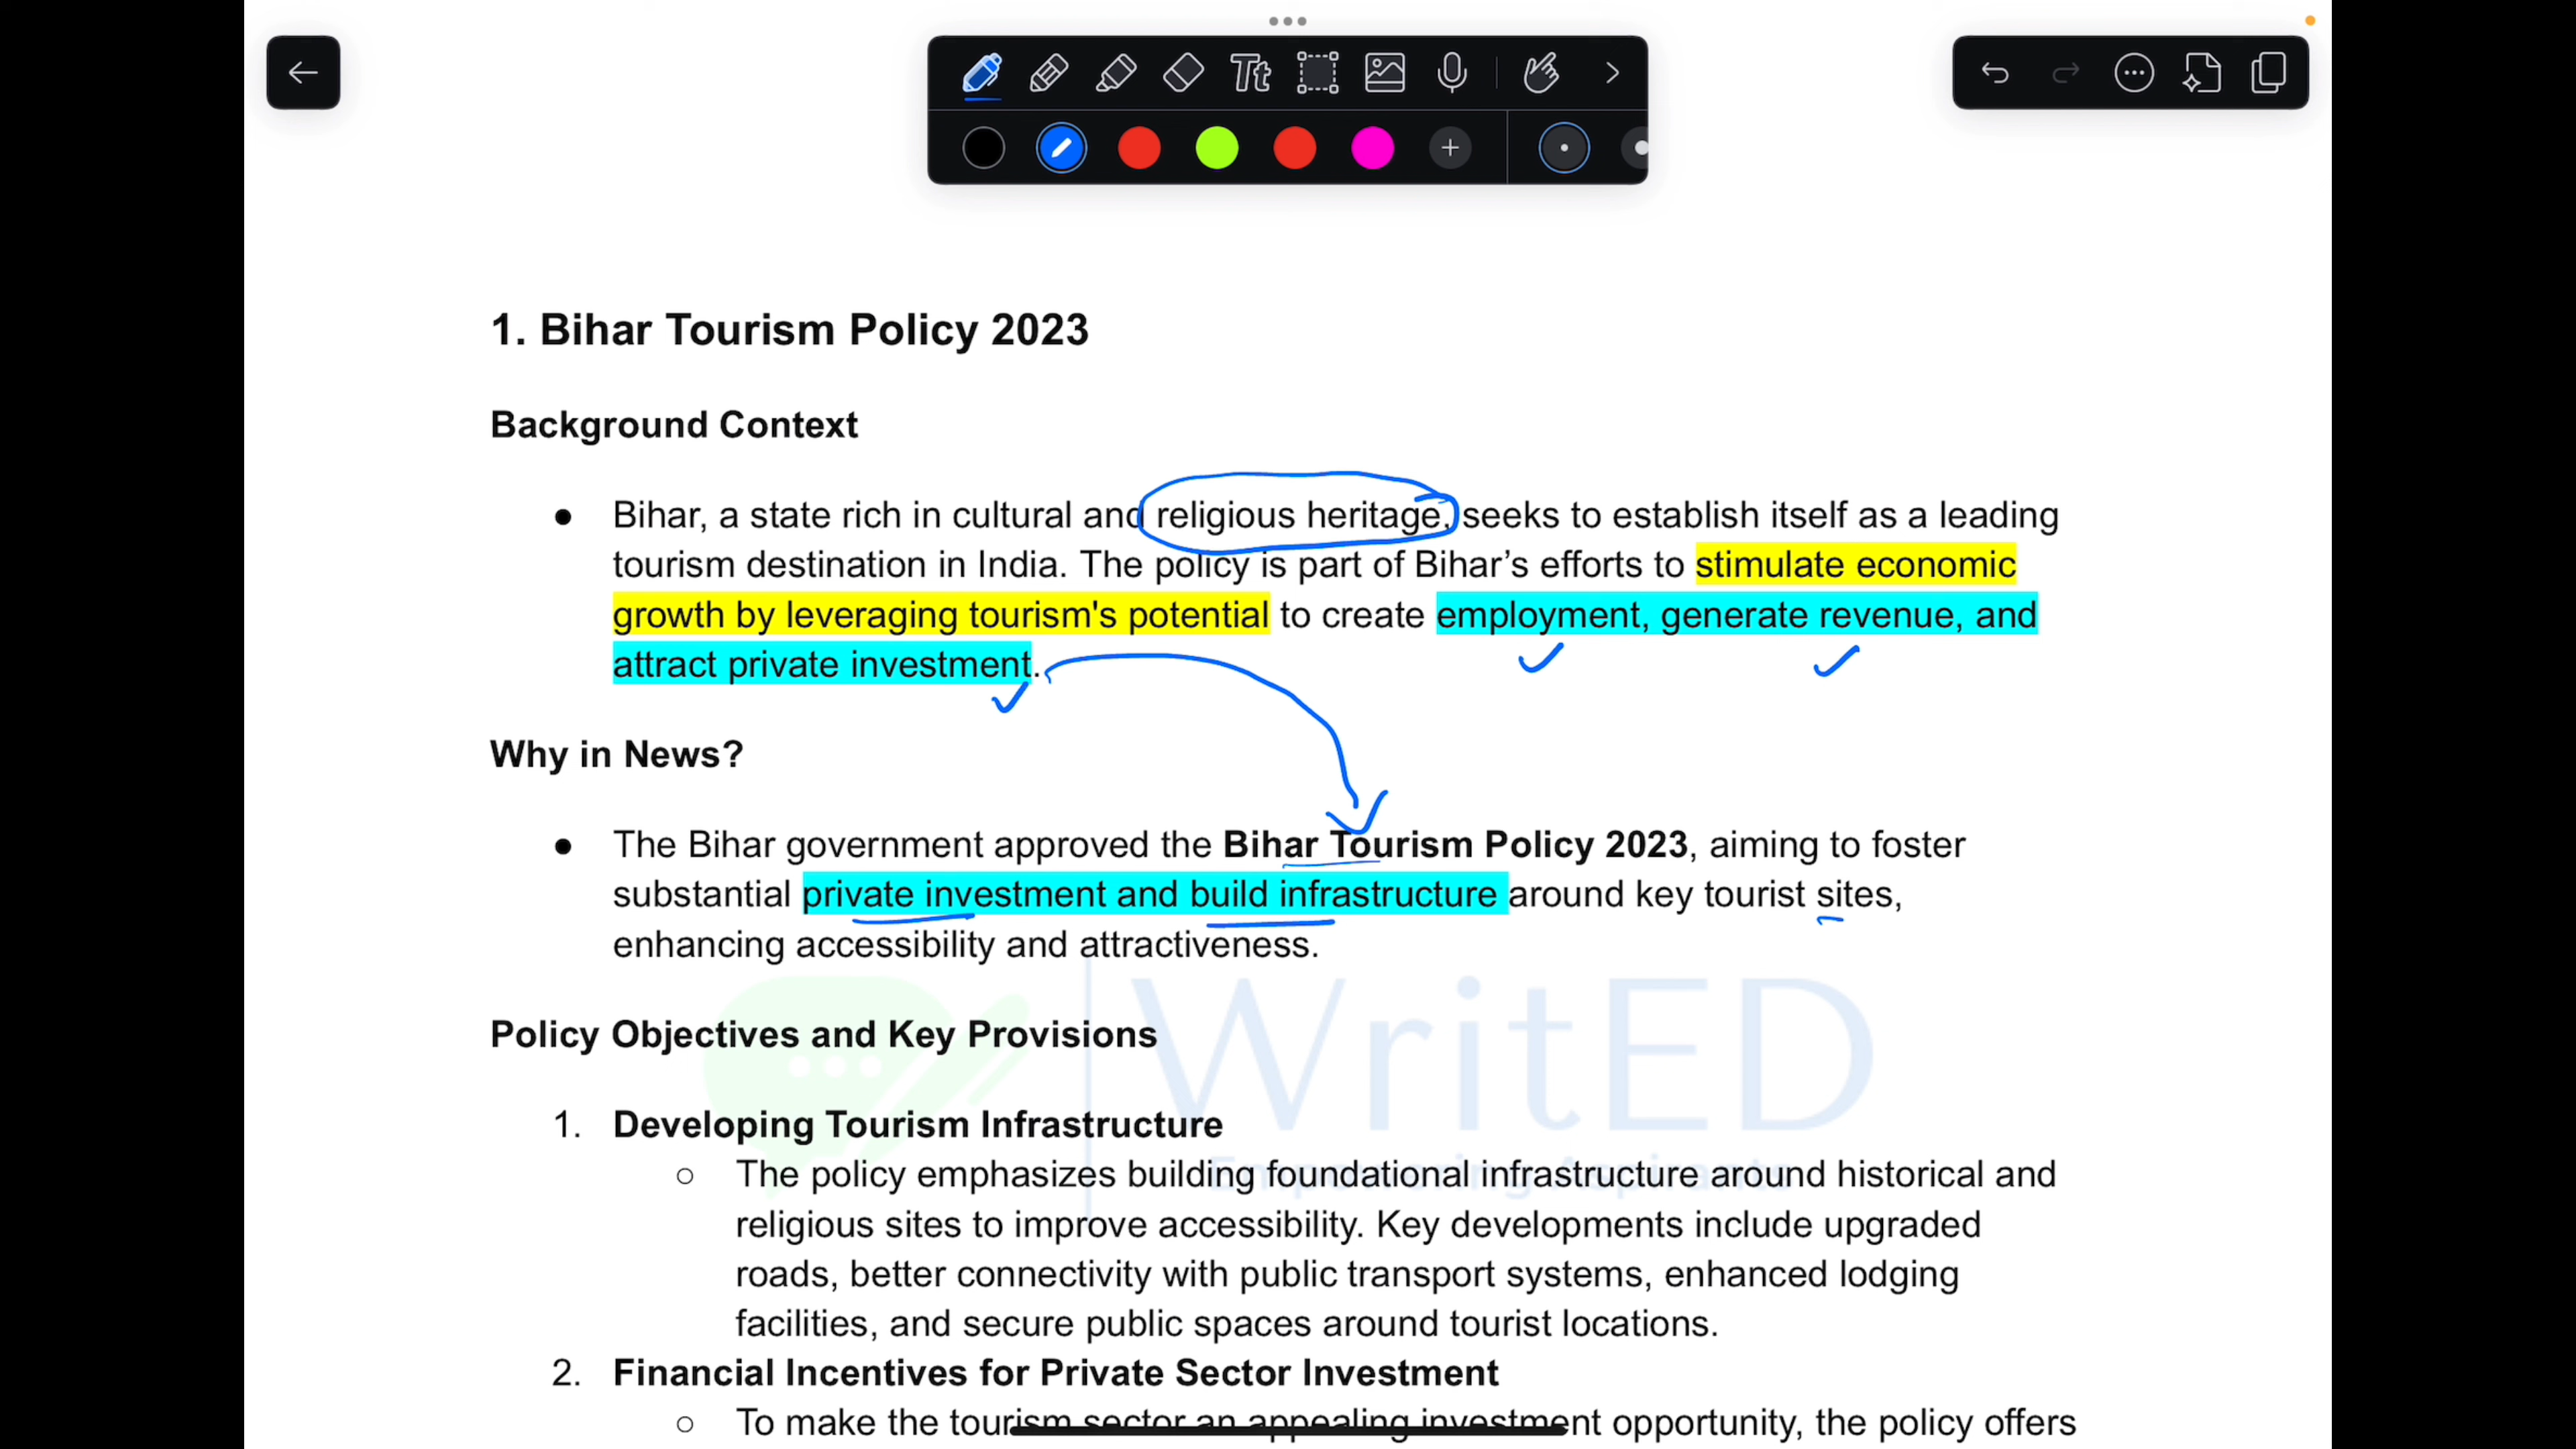 Tt
1. Bihar Tourism Policy 2023
Background Context
● Bihar, a state rich in cultural and religious heritage, seeks to establish itself as a leading
tourism destination in India. The policy is part of Bihar’s efforts to stimulate economic
growth by leveraging tourism's potential to create employment, generate revenue, and
attract private investment.
Why in News?
● The Bihar government approved the Bihar Tourism Policy 2023, aiming to foster
substantial private investment and build infrastructure around key tourist sites,
enhancing accessibility and attractiveness.
WritED
Empowering Aspirants
Policy Objectives and Key Provisions
1. Developing Tourism Infrastructure
○ The policy emphasizes building foundational infrastructure around historical and
religious sites to improve accessibility. Key developments include upgraded
roads, better connectivity with public transport systems, enhanced lodging
facilities, and secure public spaces around tourist locations.
2. Financial Incentives for Private Sector Investment
○ To make the tourism sector an appealing investment opportunity, the policy offers